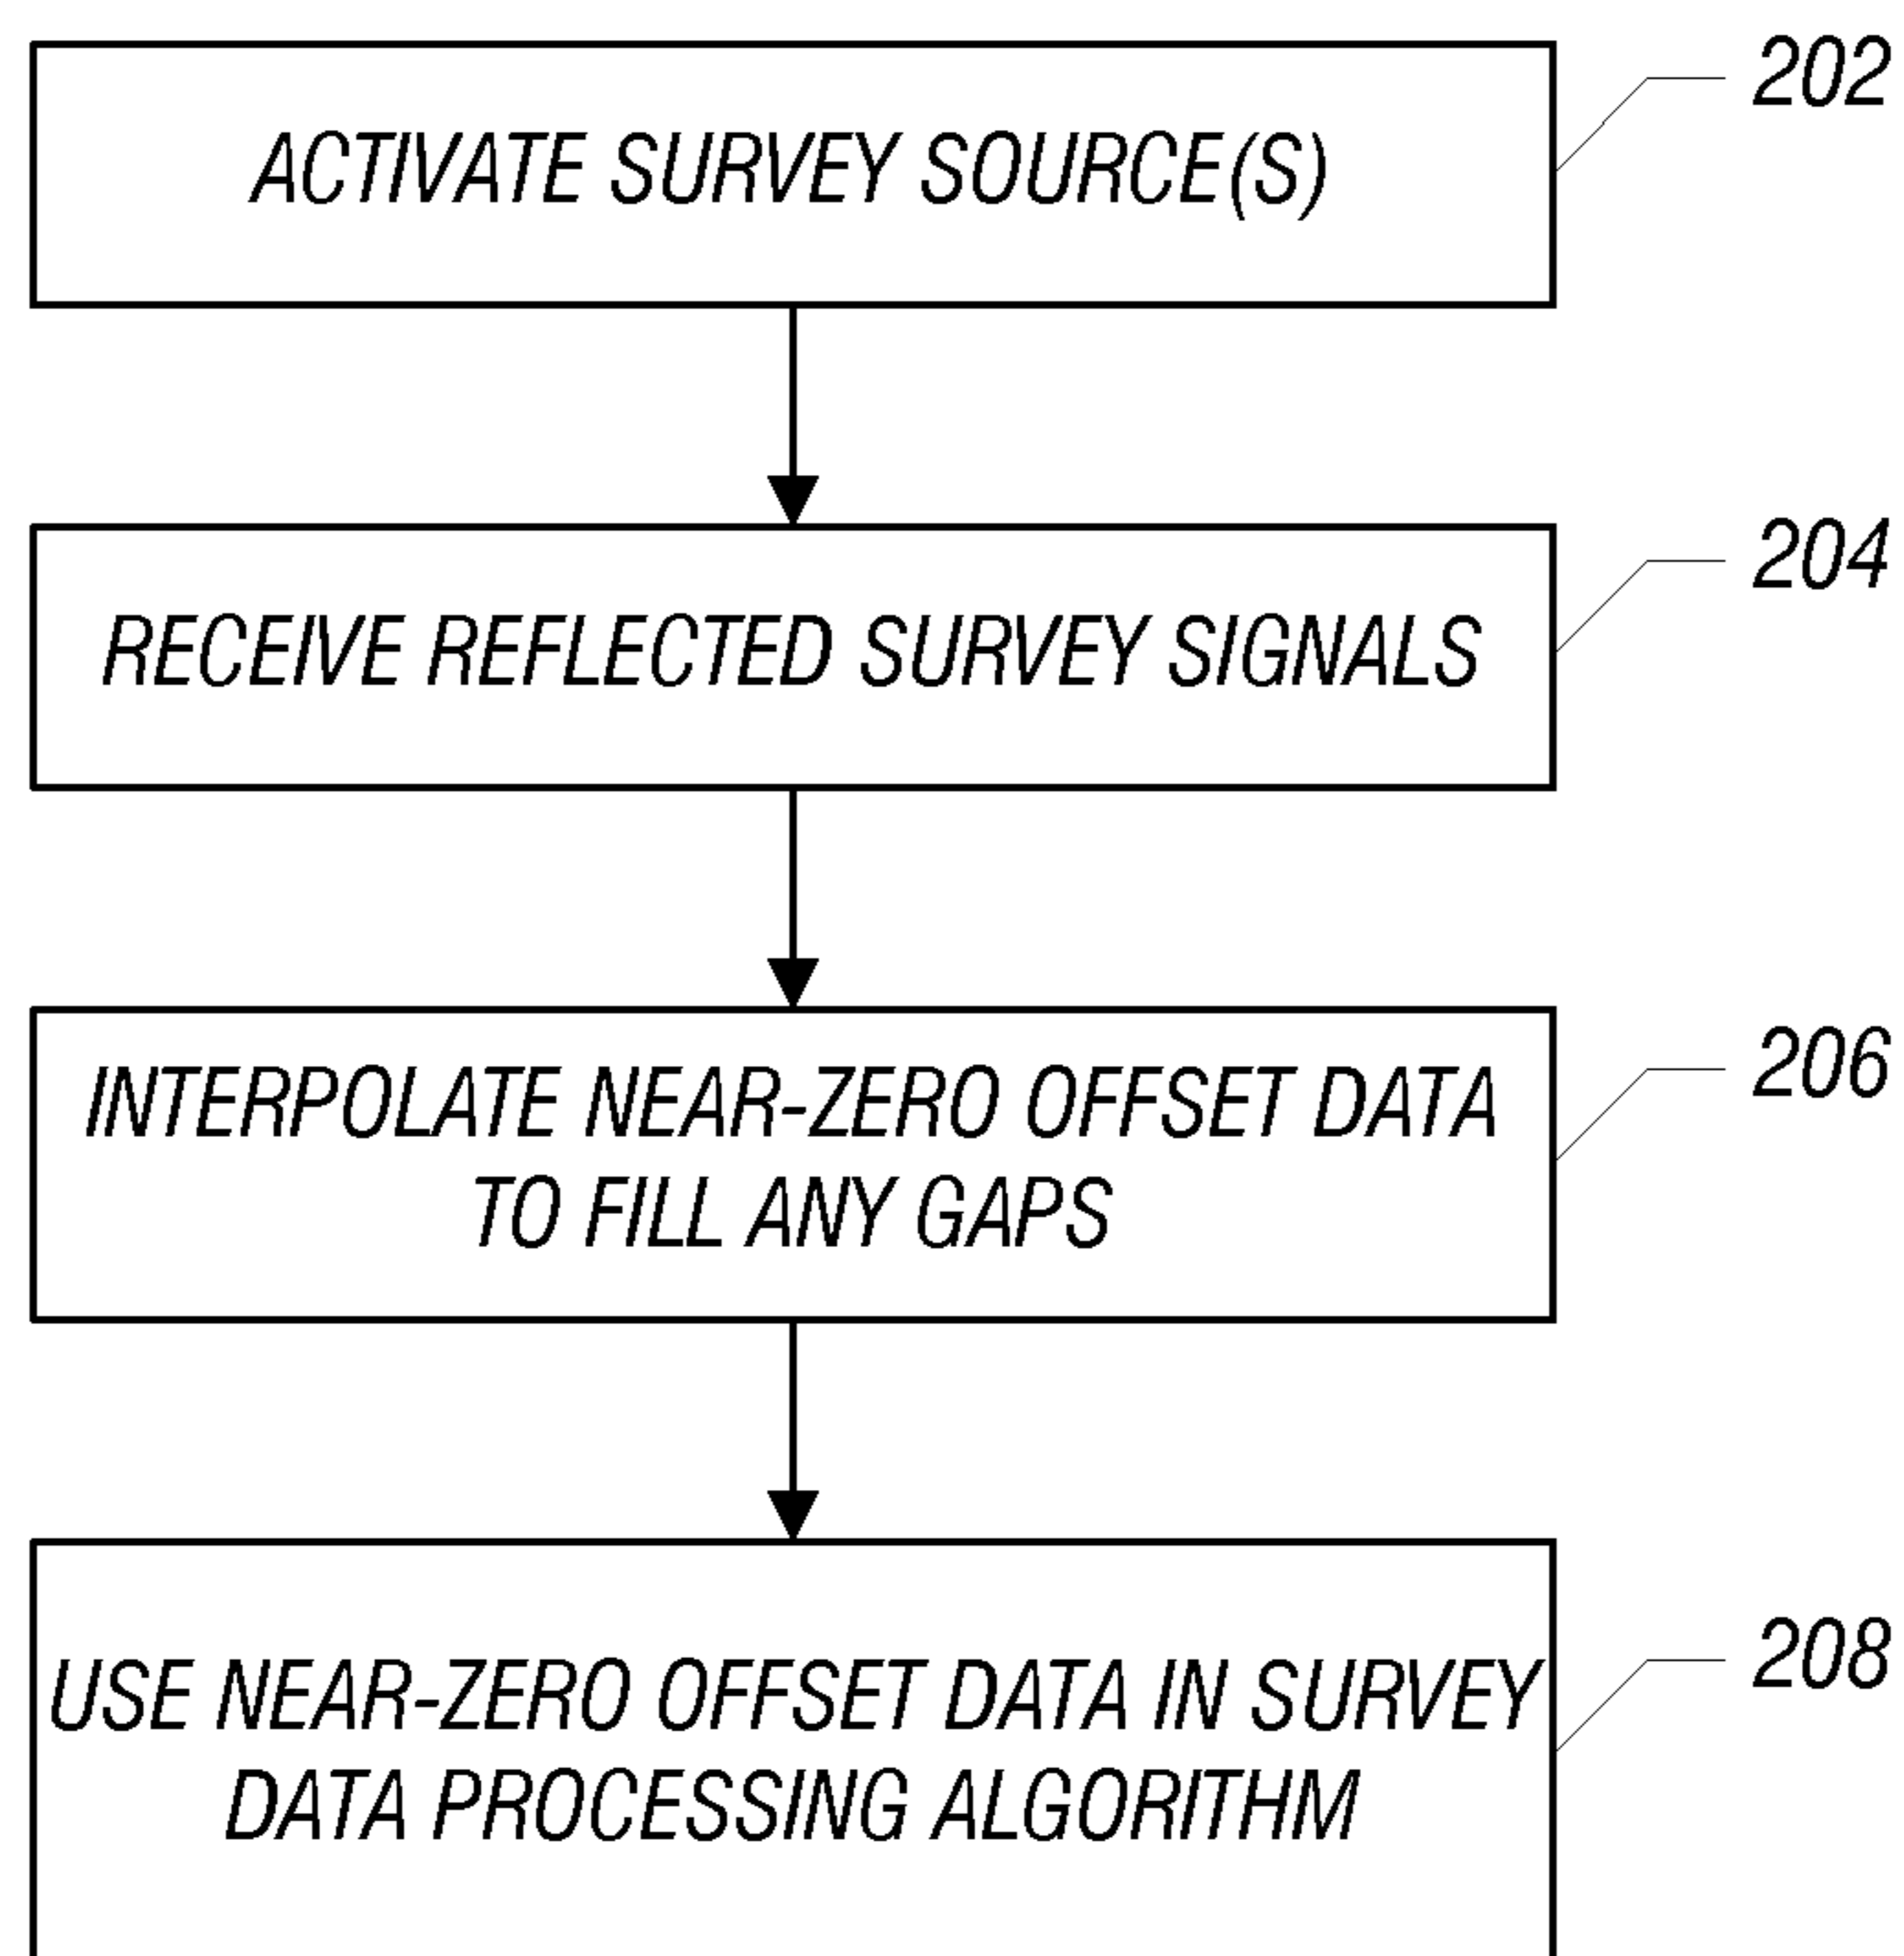 202
ACTIVATE SURVEY SOURCE(S)
204
RECEIVE REFLECTED SURVEY SIGNALS
206
INTERPOLATE NEAR-ZERO OFFSET DATA
TO FILL ANY GAPS
208
USE NEAR-ZERO OFFSET DATA IN SURVEY
DATA PROCESSING ALGORITHM